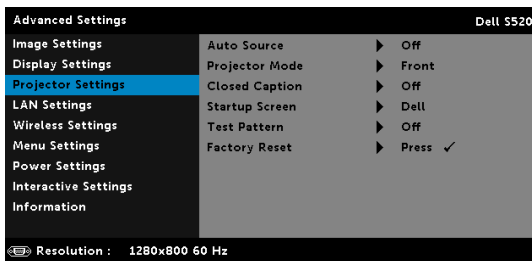 Advanced Settings Dell S520
Image Settings Auto Source Off
Display Settings Projector Mode Front
Projector Settings Closed Caption Off
LAN Settings Startup Screen Dell
Wireless Settings Test Pattern Off
Menu Settings Factory Reset Press ✓
Power Settings
Interactive Settings
Information
Resolution : 1280x800 60 Hz